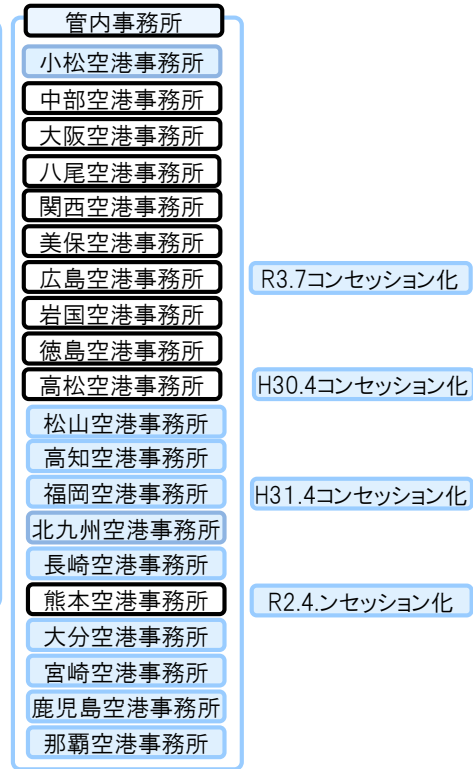 管内事務所
小松空港事務所
中部空港事務所
大阪空港事務所
八尾空港事務所
関西空港事務所
美保空港事務所
広島空港事務所 R3.7コンセッション化
岩国空港事務所
徳島空港事務所
高松空港事務所 H30.4コンセッション化
松山空港事務所
高知空港事務所
福岡空港事務所 H31.4コンセッション化
北九州空港事務所
長崎空港事務所
熊本空港事務所 R2.4.ンセッション化
大分空港事務所
宮崎空港事務所
鹿児島空港事務所
那覇空港事務所